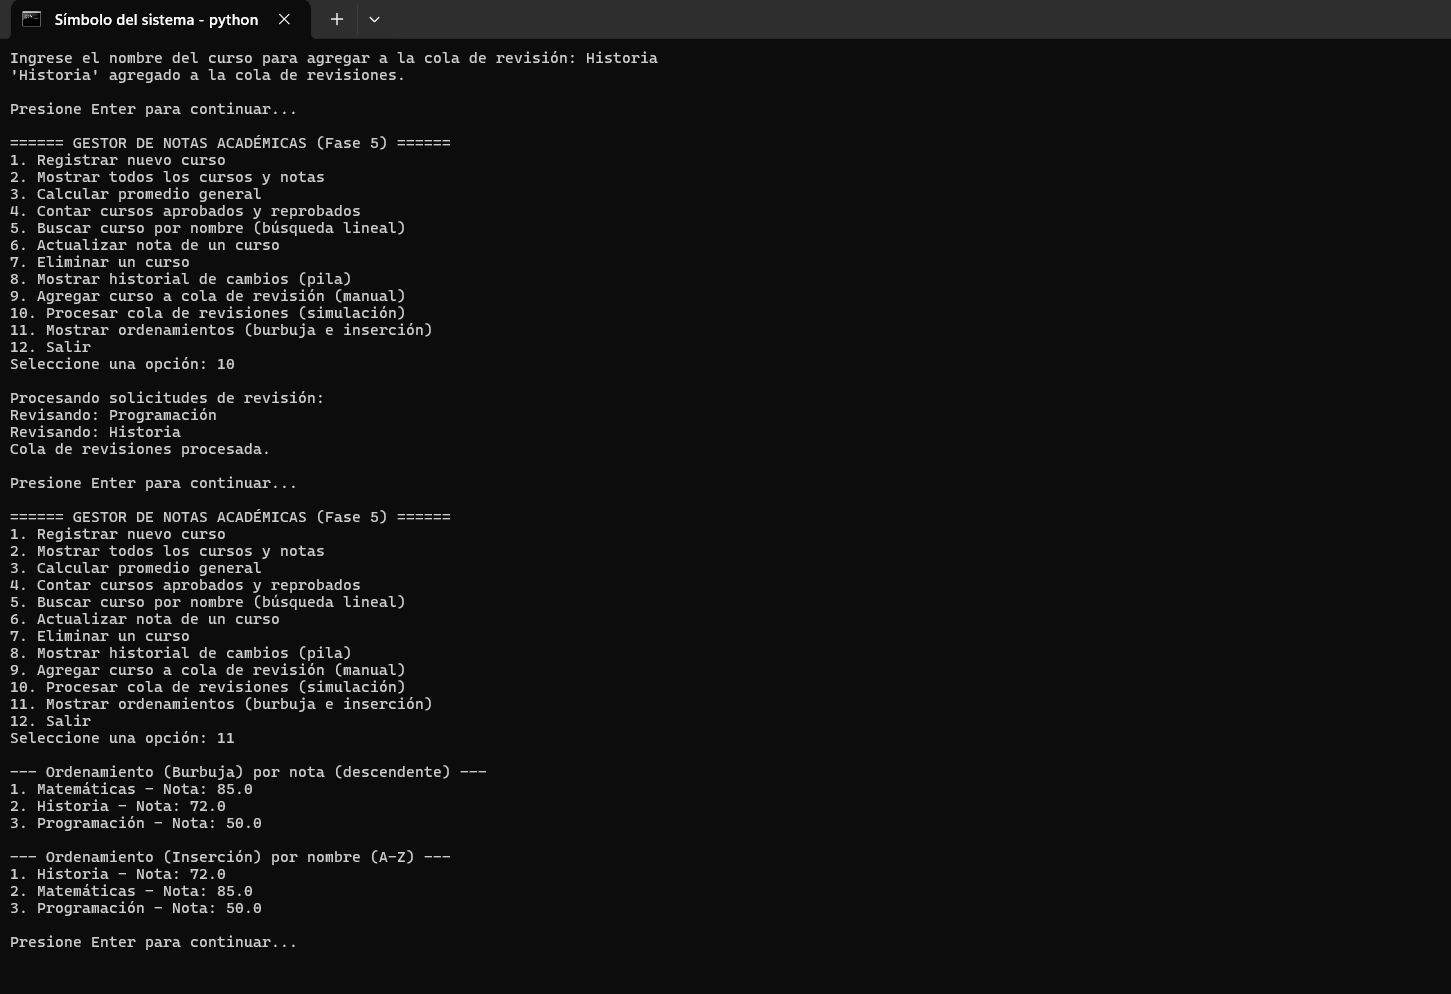 Símbolo del sistema - python
Ingrese el nombre del curso para agregar a la cola de revisión: Historia
'Historia' agregado a la cola de revisiones.
Presione Enter para continuar...
====== GESTOR DE NOTAS ACADÉMICAS (Fase 5) ======
1. Registrar nuevo curso
2. Mostrar todos los cursos y notas
3. Calcular promedio general
4. Contar cursos aprobados y reprobados
5. Buscar curso por nombre (búsqueda lineal)
6. Actualizar nota de un curso
7. Eliminar un curso
8. Mostrar historial de cambios (pila)
9. Agregar curso a cola de revisión (manual)
10. Procesar cola de revisiones (simulación)
11. Mostrar ordenamientos (burbuja e inserción)
12. Salir
Seleccione una opción: 10
Procesando solicitudes de revisión:
Revisando: Programación
Revisando: Historia
Cola de revisiones procesada.
Presione Enter para continuar...
====== GESTOR DE NOTAS ACADÉMICAS (Fase 5) ======
1. Registrar nuevo curso
2. Mostrar todos los cursos y notas
3. Calcular promedio general
4. Contar cursos aprobados y reprobados
5. Buscar curso por nombre (búsqueda lineal)
6. Actualizar nota de un curso
7. Eliminar un curso
8. Mostrar historial de cambios (pila)
9. Agregar curso a cola de revisión (manual)
10. Procesar cola de revisiones (simulación)
11. Mostrar ordenamientos (burbuja e inserción)
12. Salir
Seleccione una opción: 11
--- Ordenamiento (Burbuja) por nota (descendente) ---
1. Matemáticas - Nota: 85.0
2. Historia - Nota: 72.0
3. Programación - Nota: 50.0
--- Ordenamiento (Inserción) por nombre (A-Z) ---
1. Historia - Nota: 72.0
2. Matemáticas - Nota: 85.0
3. Programación - Nota: 50.0
Presione Enter para continuar...